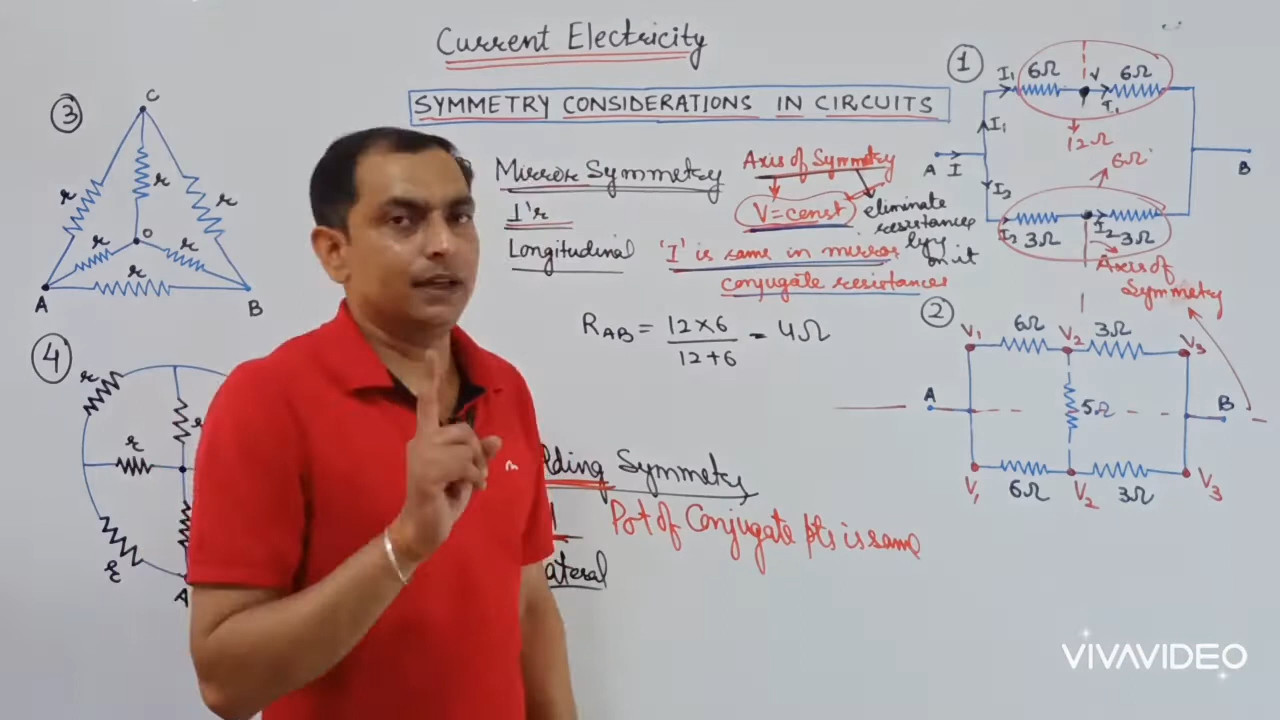 Current Electricity
SYMMETRY CONSIDERATIONS IN CIRCUITS
Mirror Symmetry
I'r
Longitudinal
Axis of Symmetry
V = const
eliminate
resistances
lying
on it
'I' is same in mirror
conjugate resistances
R_AB = 12×6 / 12+6 = 4Ω
lding Symmetry
Pot of Conjugate pts is same
ateral
3
C
r
r
r
r
r
O
r
A
B
4
r
r
r
r
A
1
I₁
6Ω
V
I₁
6Ω
I₁
12Ω
A
I
B
6Ω
I₂
I₂
3Ω
I₂
3Ω
Axis of
Symmetry
2
V₁
6Ω
V₂
3Ω
V₃
A
5Ω
B
V₁
6Ω
V₂
3Ω
V₃
VIVAVIDEO